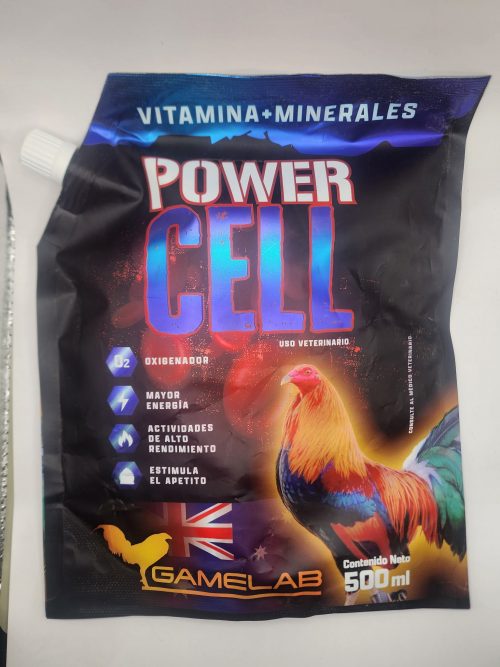 VITAMINA+MINERALES
POWER
CELL
USO VETERINARIO
O2 OXIGENADOR
MAYOR
ENERGÍA
ACTIVIDADES
DE ALTO
RENDIMIENTO
ESTIMULA
EL APETITO
CONSULTE AL MÉDICO VETERINARIO
GAMELAB
Contenido Neto
500ml